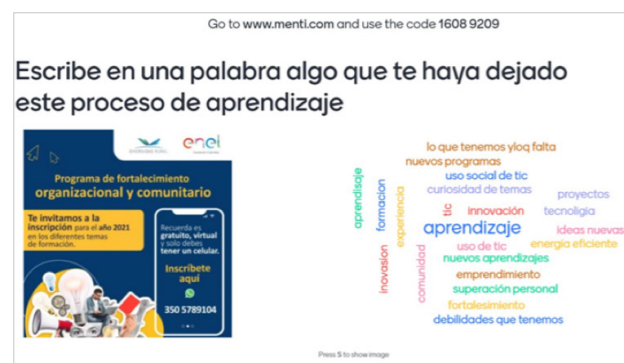 Go to www.menti.com and use the code 1608 9209
Escribe en una palabra algo que te haya dejado
este proceso de aprendizaje
enel
Programa de fortalecimiento
organizacional y comunitario
Te invitamos a la
inscripción para el año 2021
en los diferentes temas
de formación.
Recuerda es
gratuito, virtual
y solo debes
tener un celular.
Inscríbete
aquí
350 5789104
lo que tenemos yloq falta
nuevos programas
uso social de tic
curiosidad de temas
proyectos
aprendisaje
formacion
experiencia
tic
innovación
tecnoligia
aprendizaje
ideas nuevas
uso de tic
energia eficiente
nuevos aprendizajes
inovasion
comunidad
emprendimiento
superación personal
fortalesimiento
debilidades que tenemos
Press S to show image